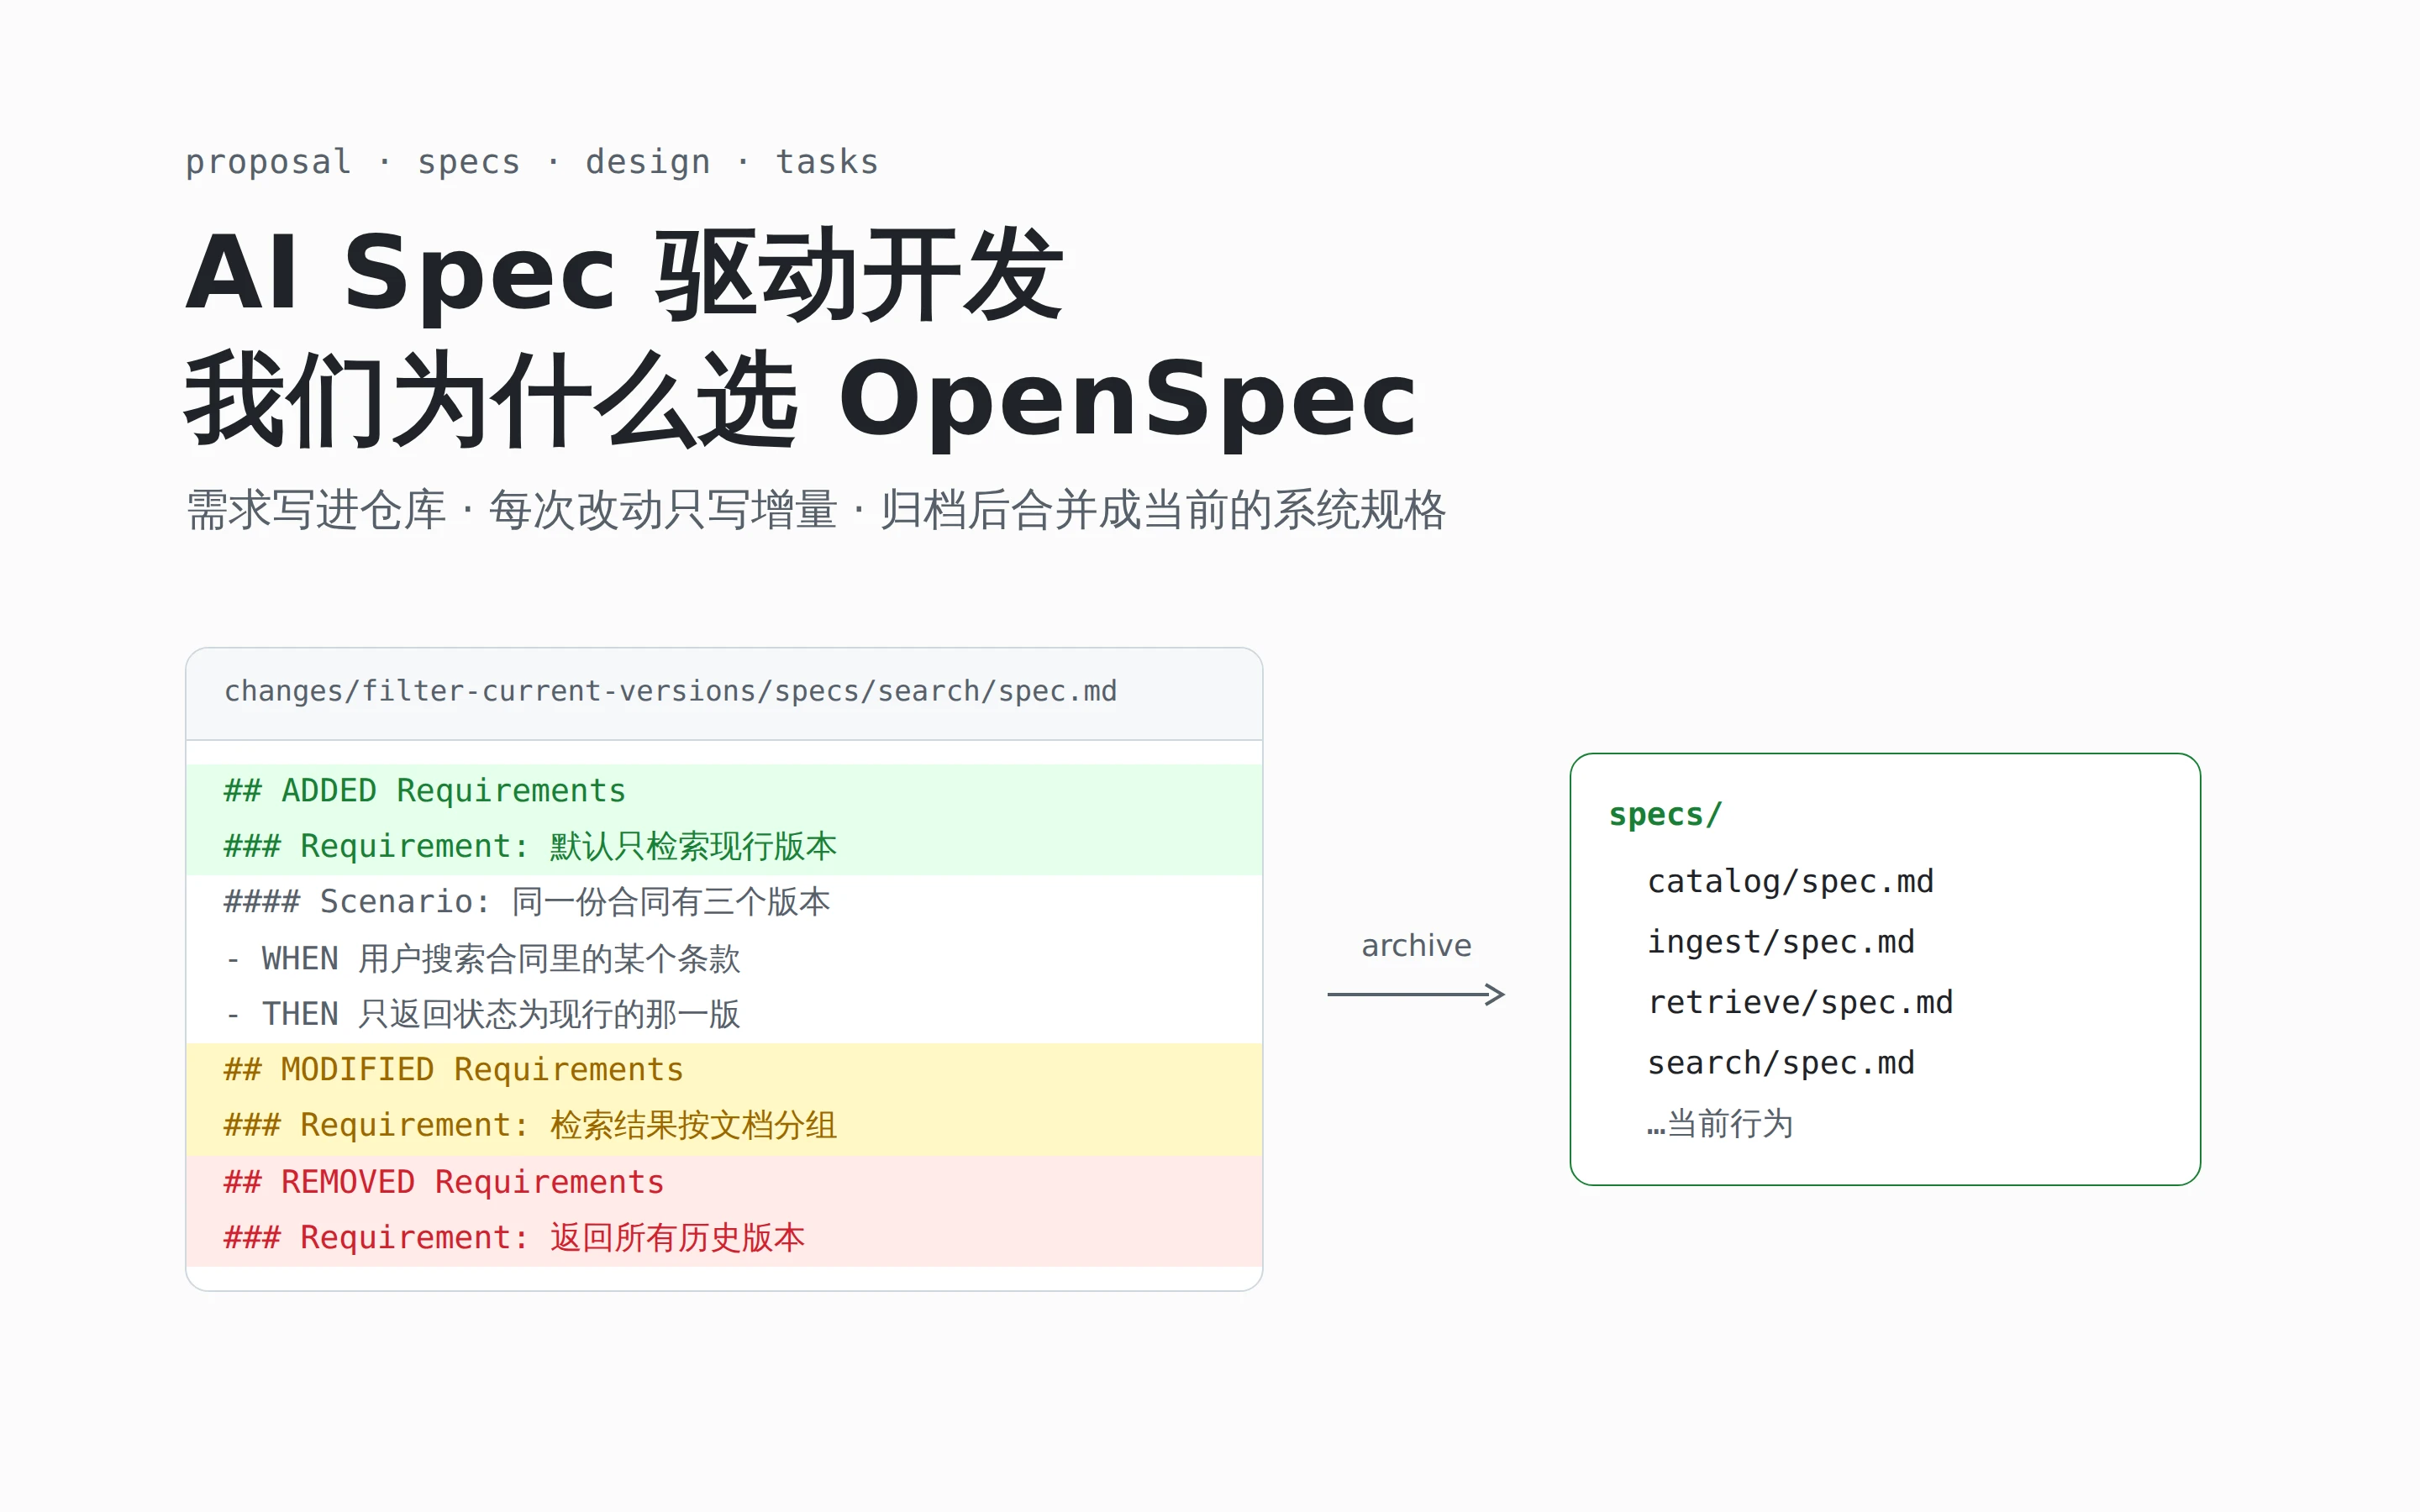 proposal · specs · design · tasks
AI Spec 驱动开发
我们为什么选 OpenSpec
需求写进仓库 · 每次改动只写增量 · 归档后合并成当前的系统规格
changes/filter-current-versions/specs/search/spec.md
## ADDED Requirements
### Requirement: 默认只检索现行版本
#### Scenario: 同一份合同有三个版本
- WHEN 用户搜索合同里的某个条款
- THEN 只返回状态为现行的那一版
## MODIFIED Requirements
### Requirement: 检索结果按文档分组
## REMOVED Requirements
### Requirement: 返回所有历史版本
archive
specs/
catalog/spec.md
ingest/spec.md
retrieve/spec.md
search/spec.md
…当前行为